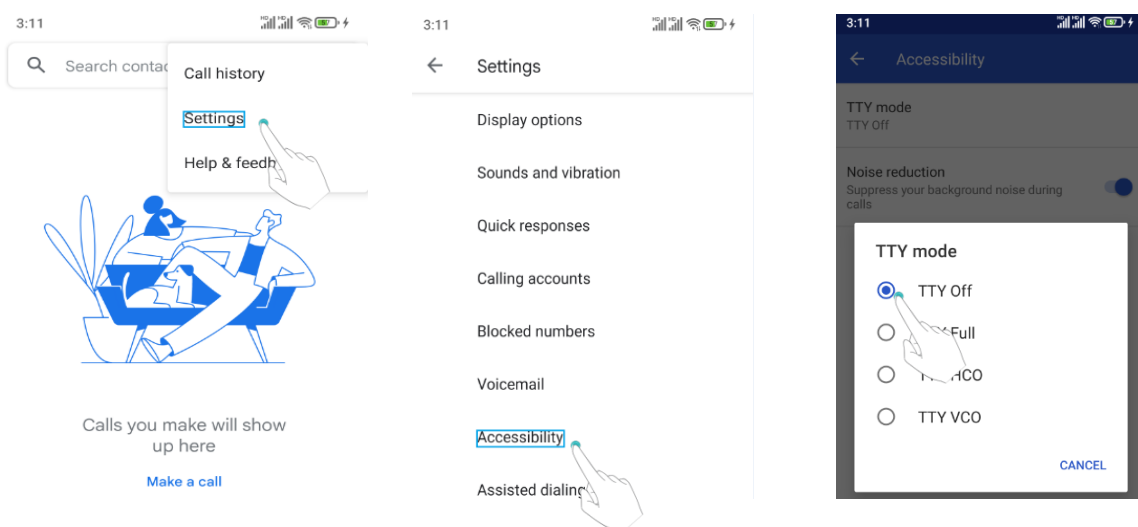 3:11
Search contac
Call history
Settings
Help & feedb
Calls you make will show
up here
Make a call
3:11
Settings
Display options
Sounds and vibration
Quick responses
Calling accounts
Blocked numbers
Voicemail
Accessibility
Assisted dialing
3:11
Accessibility
TTY mode
TTY Off
Noise reduction
Suppress your background noise during
calls
TTY mode
TTY Off
Full
HCO
TTY VCO
CANCEL